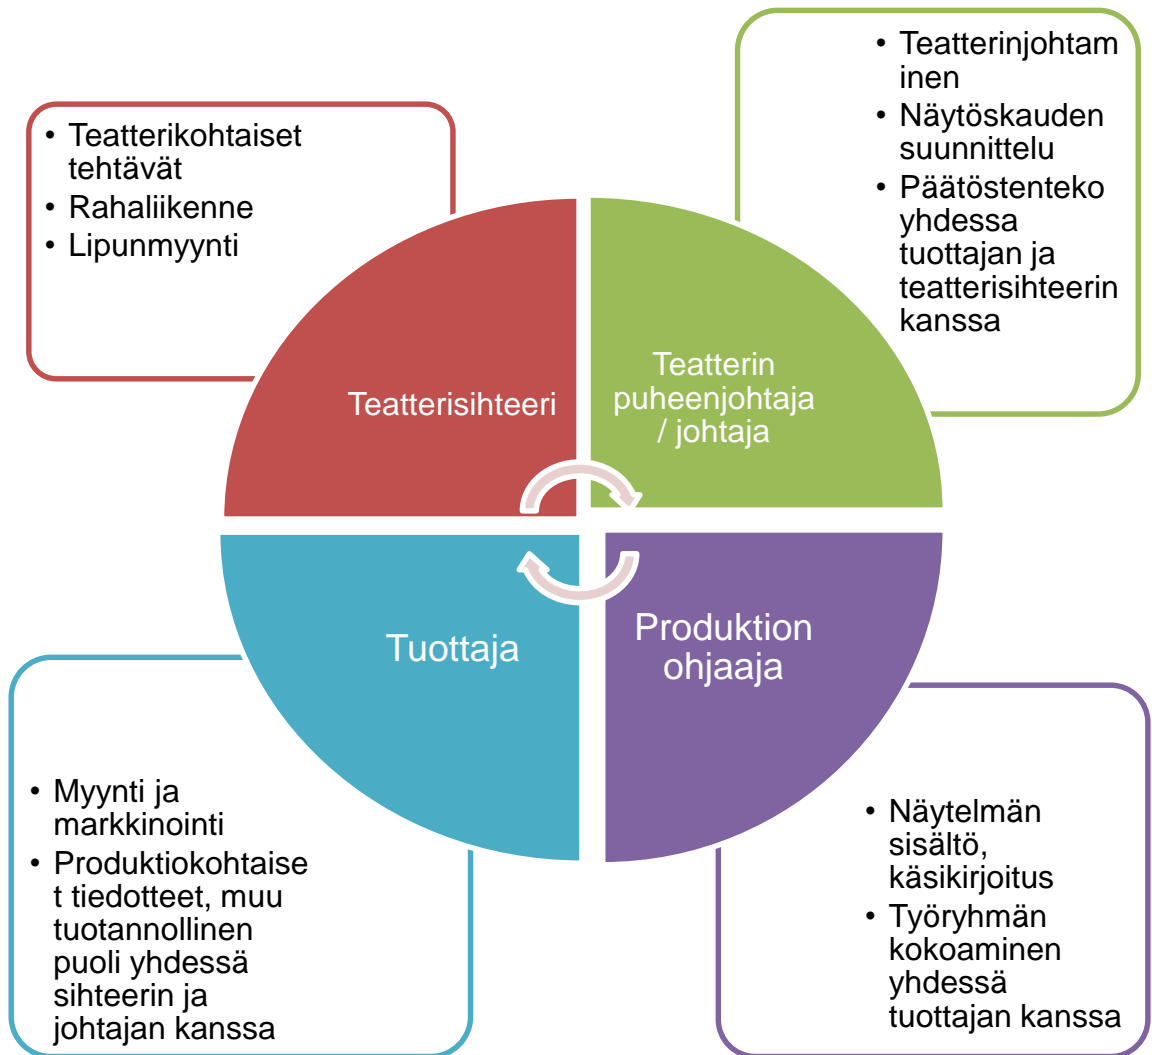 • Teatterikohtaiset
tehtävät
• Rahaliikenne
• Lipunmyynti
• Teatterinjohtam
inen
• Näytöskauden
suunnittelu
• Päätöstenteko
yhdessa
tuottajan ja
teatterisihteerin
kanssa
Teatterisihteeri
Teatterin
puheenjohtaja
/ johtaja
Tuottaja
Produktion
ohjaaja
• Myynti ja
markkinointi
• Produktiokohtaise
t tiedotteet, muu
tuotannollinen
puoli yhdessä
sihteerin ja
johtajan kanssa
• Näytelmän
sisältö,
käsikirjoitus
• Työryhmän
kokoaminen
yhdessä
tuottajan kanssa